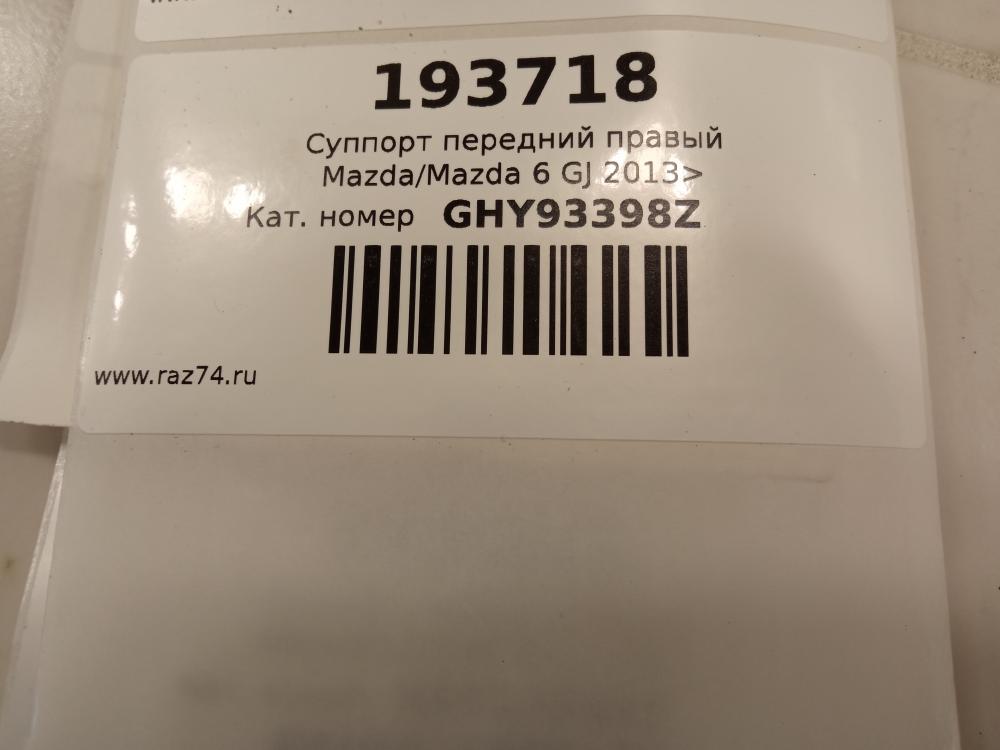 193718
Суппорт передний правый
Mazda/Mazda 6 GJ 2013>
Кат. номер GHY93398Z
www.raz74.ru